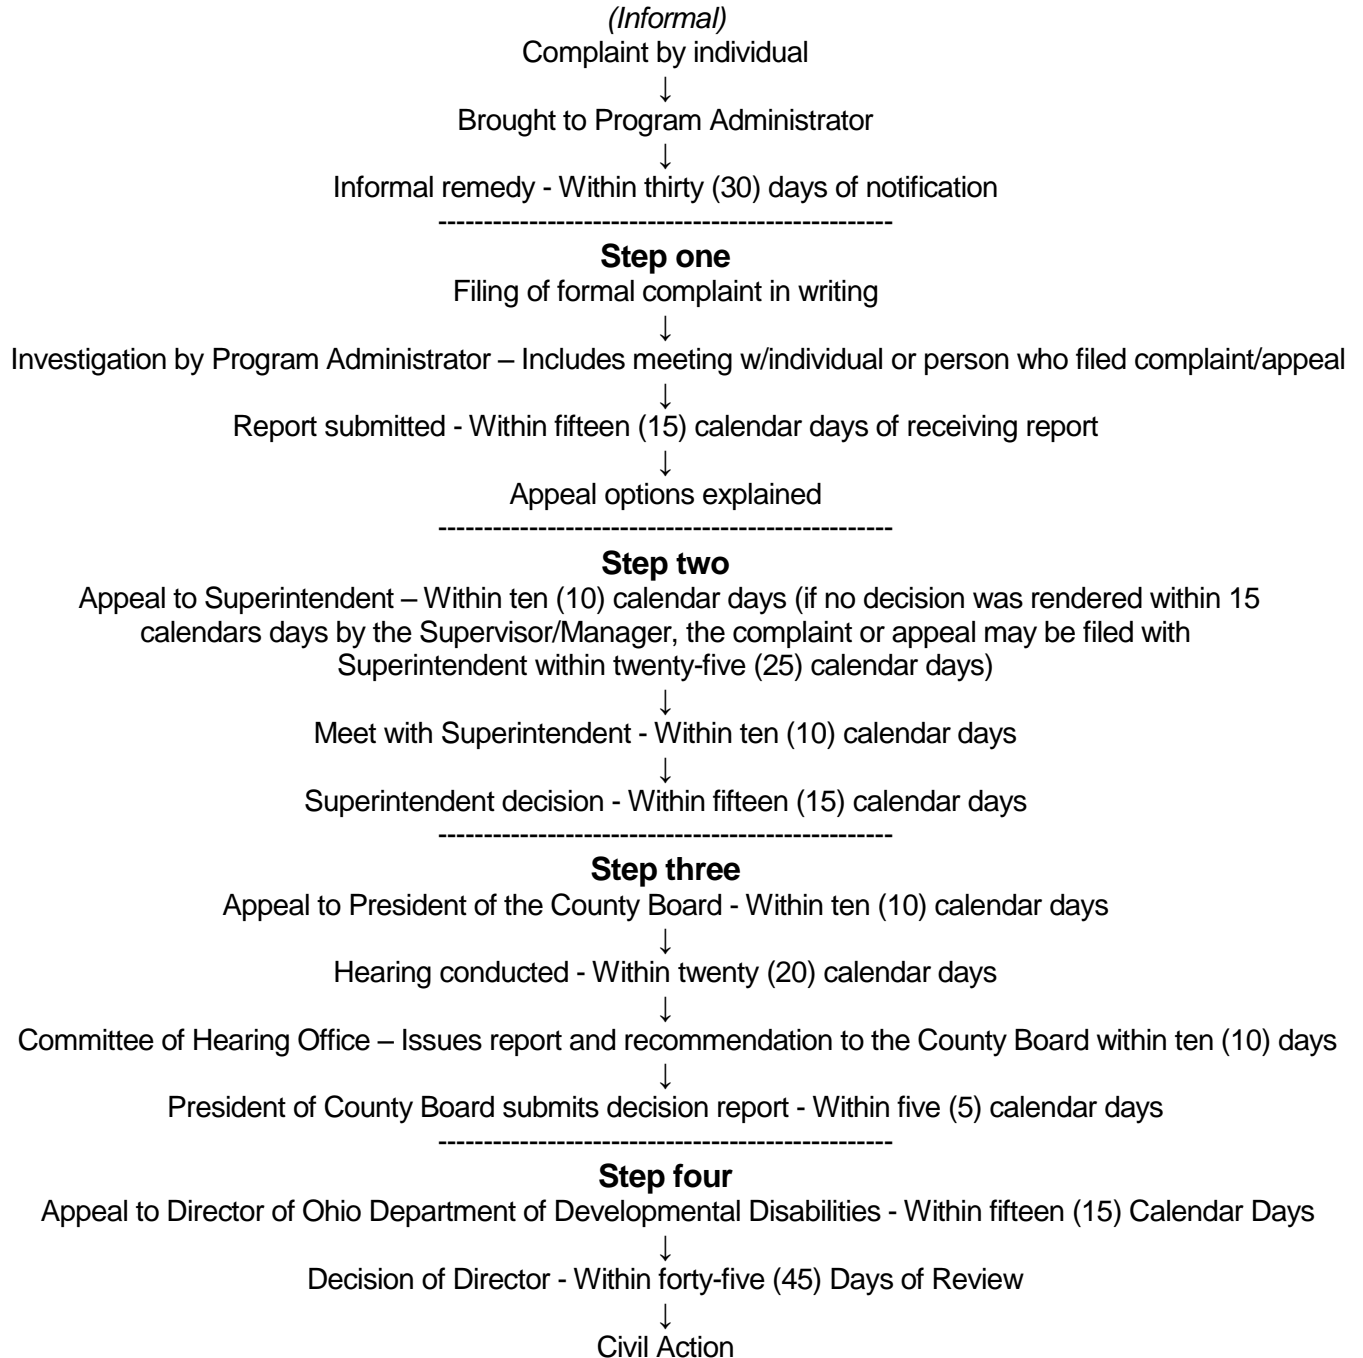 (Informal)
Complaint by individual
↓
Brought to Program Administrator
↓
Informal remedy - Within thirty (30) days of notification
--------------------------------------------------
Step one
Filing of formal complaint in writing
↓
Investigation by Program Administrator – Includes meeting w/individual or person who filed complaint/appeal
↓
Report submitted - Within fifteen (15) calendar days of receiving report
↓
Appeal options explained
--------------------------------------------------
Step two
Appeal to Superintendent – Within ten (10) calendar days (if no decision was rendered within 15
calendars days by the Supervisor/Manager, the complaint or appeal may be filed with
Superintendent within twenty-five (25) calendar days)
↓
Meet with Superintendent - Within ten (10) calendar days
↓
Superintendent decision - Within fifteen (15) calendar days
--------------------------------------------------
Step three
Appeal to President of the County Board - Within ten (10) calendar days
↓
Hearing conducted - Within twenty (20) calendar days
↓
Committee of Hearing Office – Issues report and recommendation to the County Board within ten (10) days
↓
President of County Board submits decision report - Within five (5) calendar days
--------------------------------------------------
Step four
Appeal to Director of Ohio Department of Developmental Disabilities - Within fifteen (15) Calendar Days
↓
Decision of Director - Within forty-five (45) Days of Review
↓
Civil Action